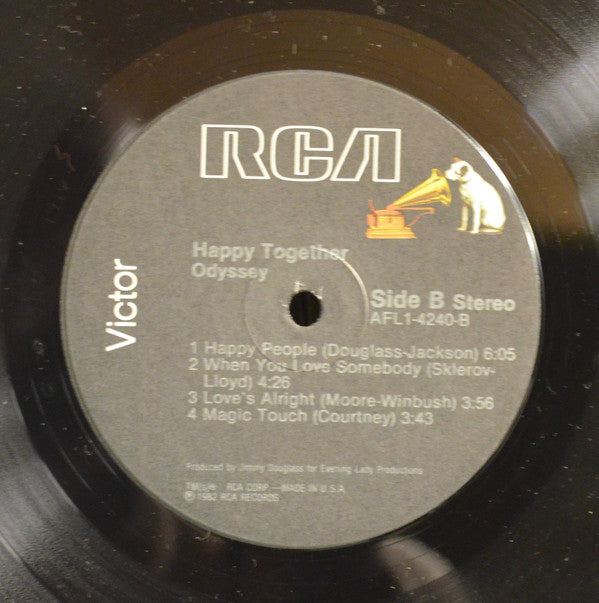 RCA
Victor
Happy Together
Odyssey
Side B Stereo
AFL1-4240-B
1 Happy People (Douglass-Jackson) 6:05
2 When You Love Somebody (Sklerov-
Lloyd) 4:26
3 Love's Alright (Moore-Winbush) 3:56
4 Magic Touch (Courtney) 3:43
Produced by Jimmy Douglass for Evening Lady Productions
TM(s)® RCA CORP.—MADE IN U.S.A.
℗ 1982 RCA RECORDS